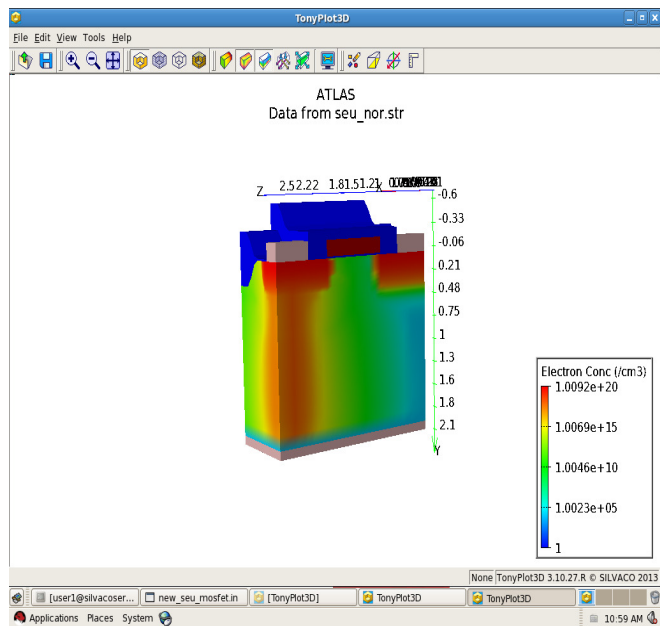 TonyPlot3D
File Edit View Tools Help
ATLAS
Data from seu_nor.str
Z 2.5 2.2 2 1.8 1.5 1.2 X
-0.6
-0.33
-0.06
0.21
0.48
0.75
1
1.3
1.6
1.8
2.1
Y
Electron Conc (/cm3)
1.0092e+20
1.0069e+15
1.0046e+10
1.0023e+05
1
None TonyPlot3D 3.10.27.R © SILVACO 2013
[user1@silvacoser... new_seu_mosfet.in [TonyPlot3D] TonyPlot3D TonyPlot3D
Applications Places System 10:59 AM